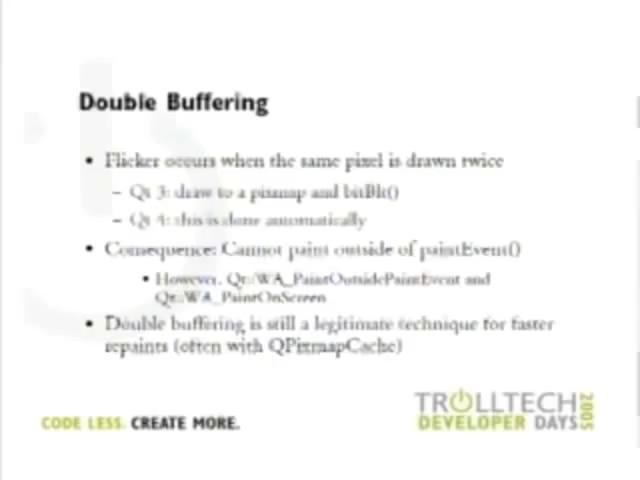 Double Buffering
• Flicker occurs when the same pixel is drawn twice
– Qt 3: draw to a pixmap and bitBlt()
– Qt 4: this is done automatically
• Consequence: Cannot paint outside of paintEvent()
• However, Qt::WA_PaintOutsidePaintEvent and
Qt::WA_PaintOnScreen
• Double buffering is still a legitimate technique for faster
repaints (often with QPixmapCache)
CODE LESS. CREATE MORE.
TROLLTECH
DEVELOPER DAYS
2005